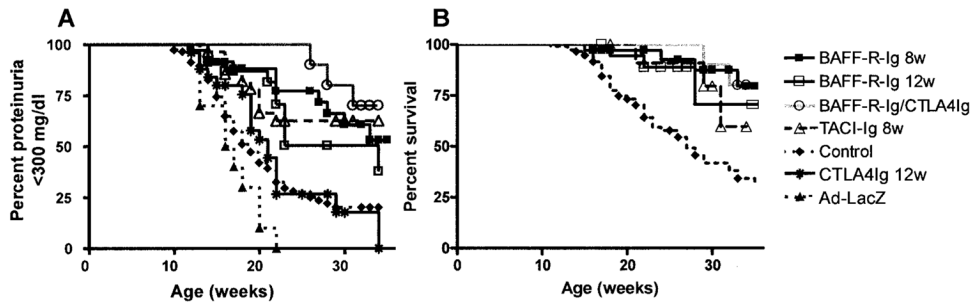 A
Percent proteinuria
<300 mg/dl
100
75
50
25
0
0
10
20
30
Age (weeks)
B
Percent survival
100
75
50
25
0
0
10
20
30
Age (weeks)
BAFF-R-Ig 8w
BAFF-R-Ig 12w
BAFF-R-Ig/CTLA4Ig
TACI-Ig 8w
Control
CTLA4Ig 12w
Ad-LacZ